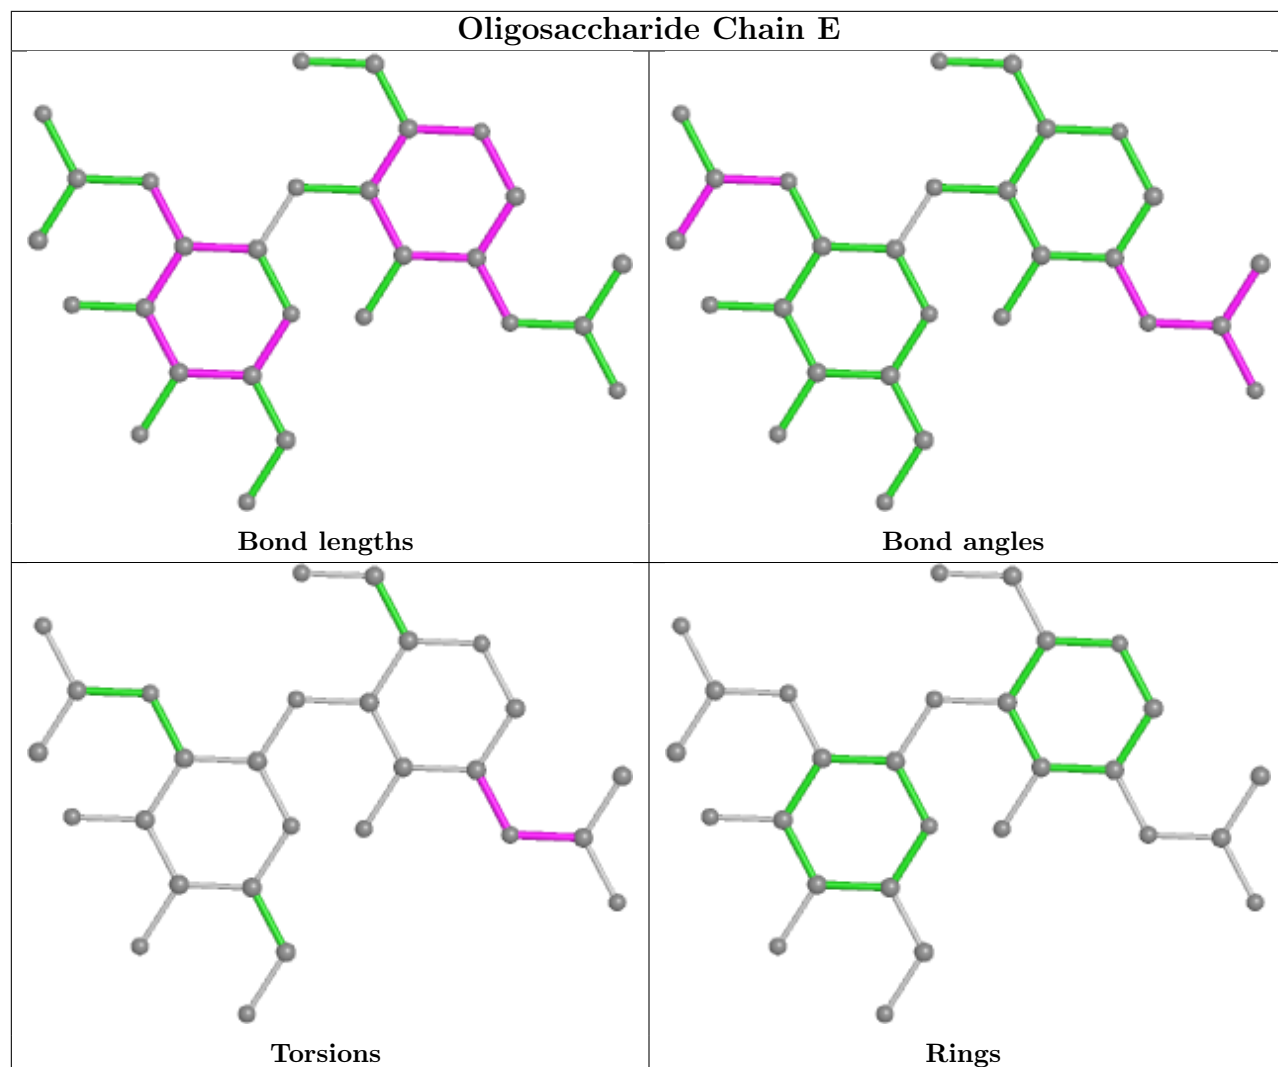 Oligosaccharide Chain E
Bond lengths
Bond angles
Torsions
Rings